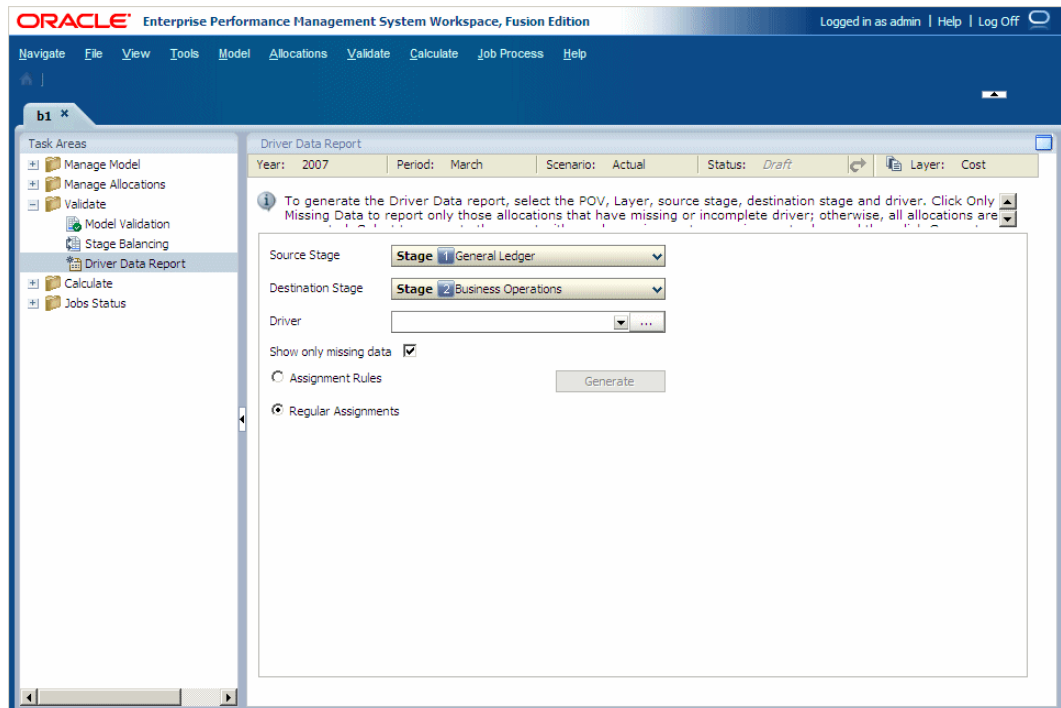 ORACLE Enterprise Performance Management System Workspace, Fusion Edition
Logged in as admin | Help | Log Off
Navigate File View Tools Model Allocations Validate Calculate Job Process Help
b1
Task Areas
Manage Model
Manage Allocations
Validate
Model Validation
Stage Balancing
Driver Data Report
Calculate
Jobs Status
Driver Data Report
Year: 2007 Period: March Scenario: Actual Status: Draft Layer: Cost
To generate the Driver Data report, select the POV, Layer, source stage, destination stage and driver. Click Only
Missing Data to report only those allocations that have missing or incomplete driver; otherwise, all allocations are
Source Stage Stage 1 General Ledger
Destination Stage Stage 2 Business Operations
Driver ...
Show only missing data
Assignment Rules
Generate
Regular Assignments